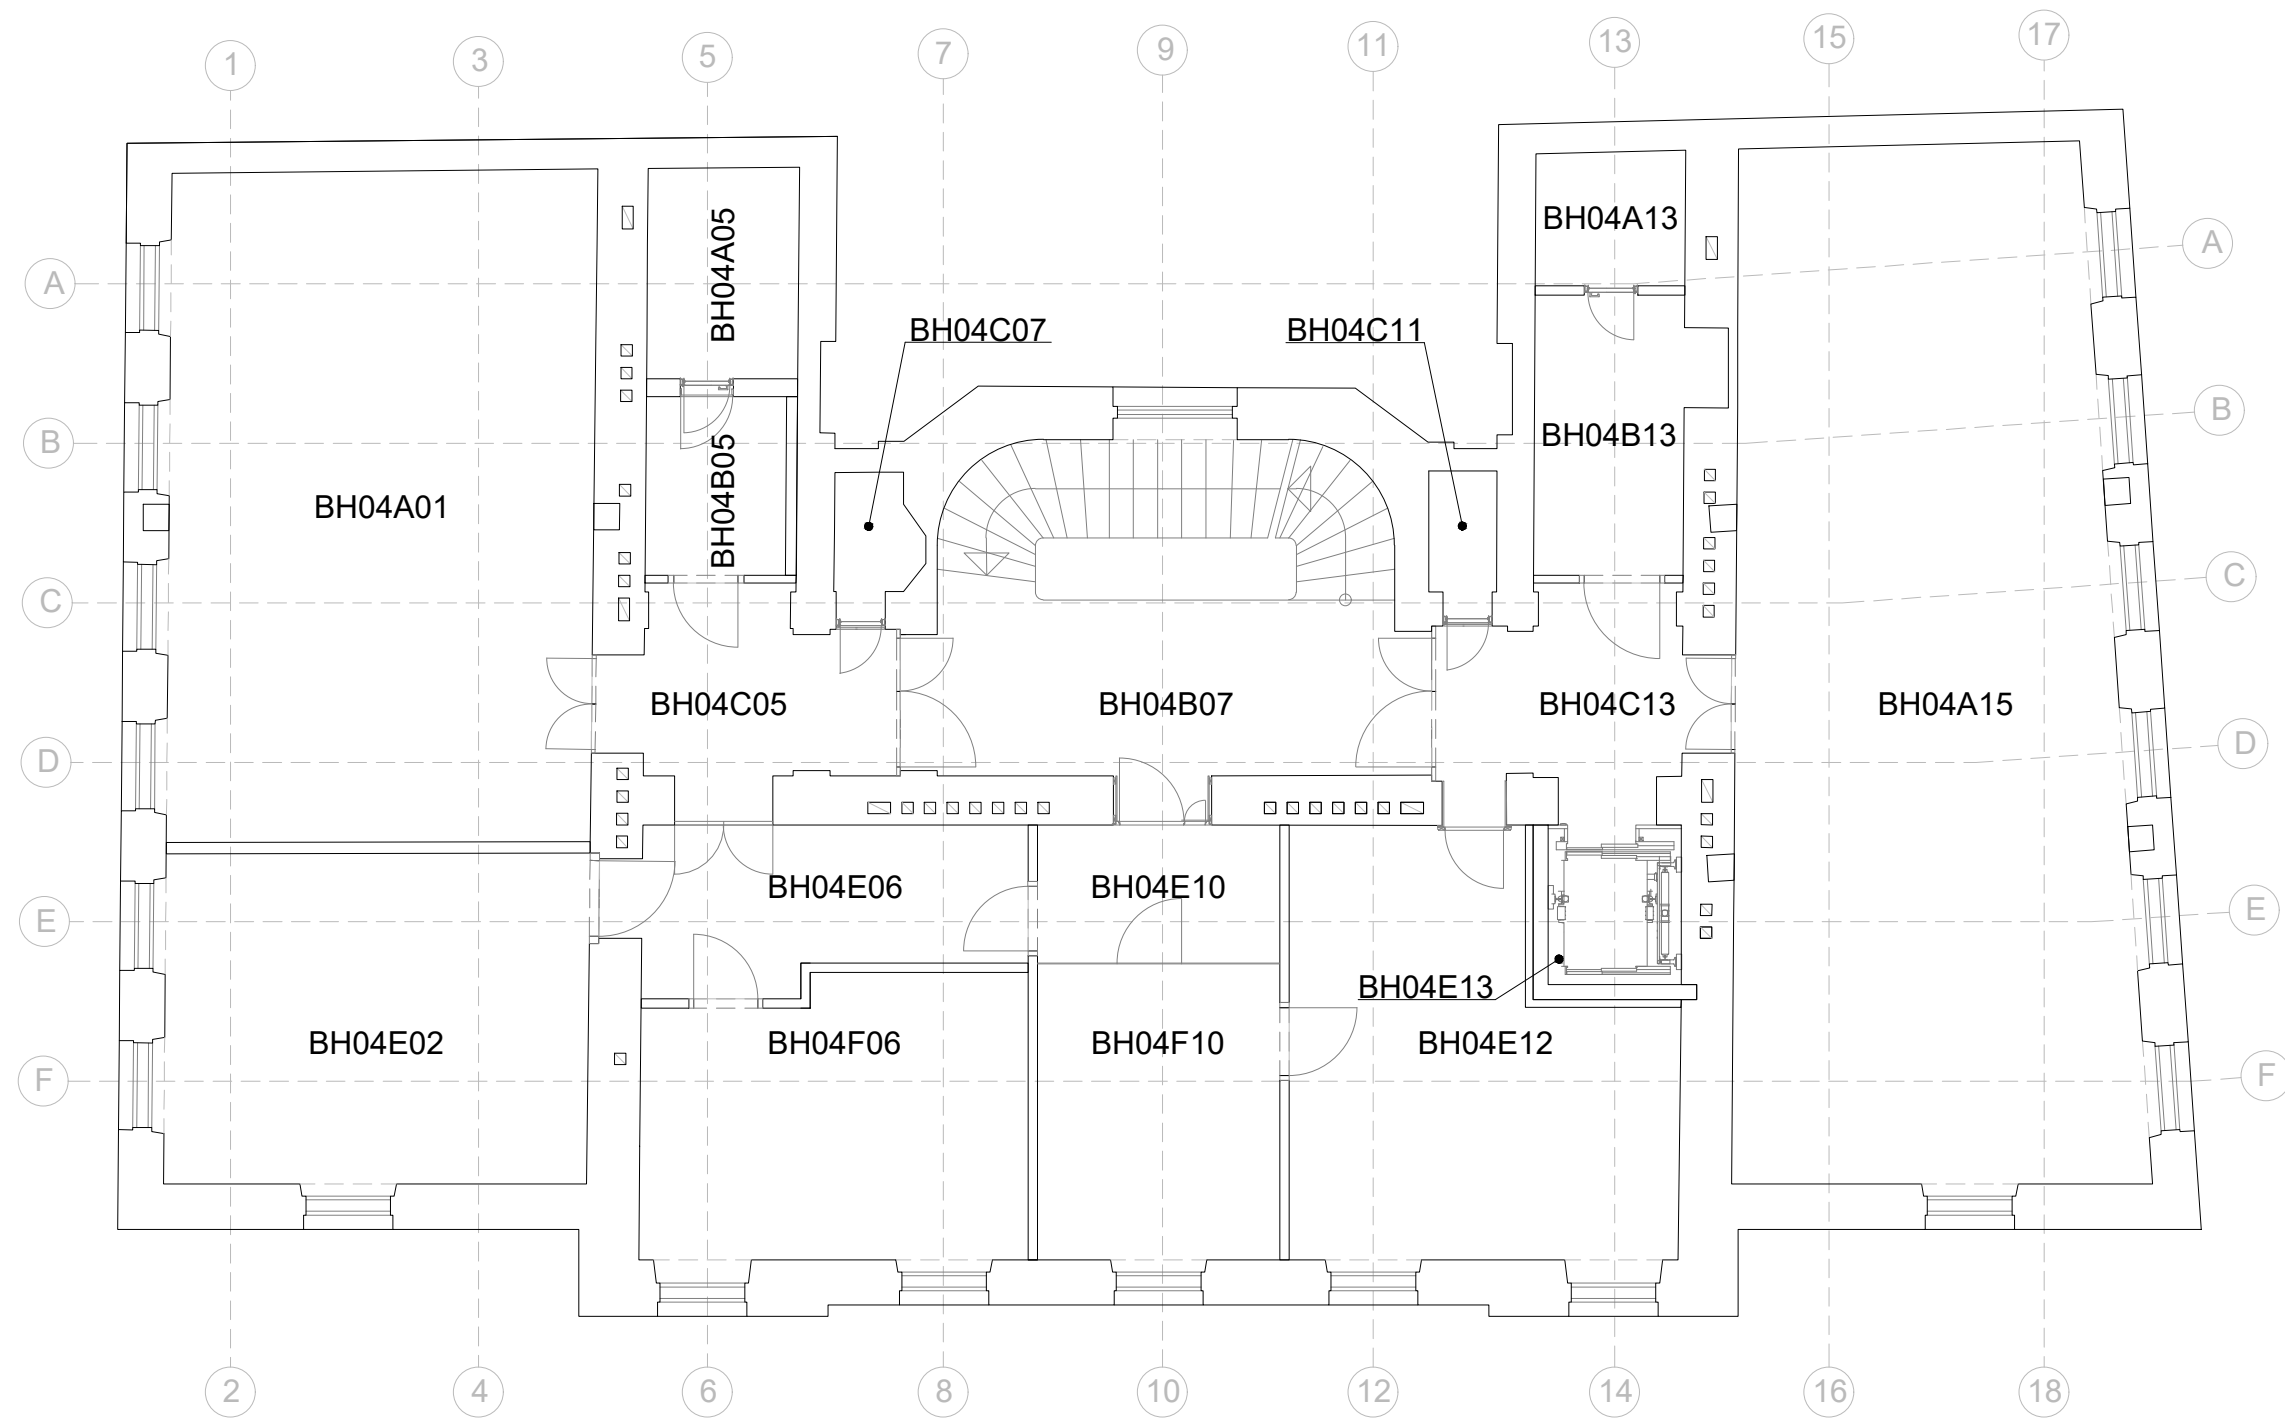 1 3 5 7 9 11 13 15 17
BH04A05
BH04A13
A A
BH04C07 BH04C11
B B
BH04B05
BH04B13
BH04A01
C C
BH04C05 BH04B07 BH04C13 BH04A15
D D
BH04E06 BH04E10
E E
BH04E13
BH04E02 BH04F06 BH04F10 BH04E12
F F
2 4 6 8 10 12 14 16 18